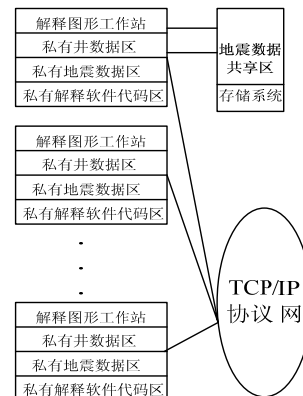 解释图形工作站
私有井数据区
私有地震数据区
私有解释软件代码区
地震数据
共享区
存储系统
解释图形工作站
私有井数据区
私有地震数据区
私有解释软件代码区
解释图形工作站
私有井数据区
私有地震数据区
私有解释软件代码区
TCP/IP
协议 网